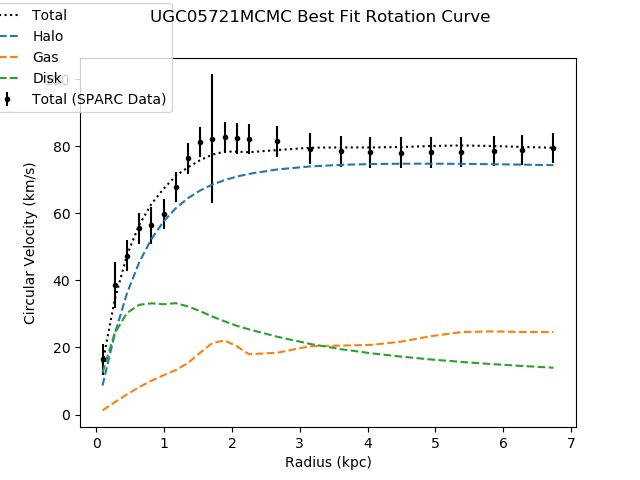 UGC05721MCMC Best Fit Rotation Curve
Total
Halo
Gas
Disk
Total (SPARC Data)
100
80
60
40
20
0
Circular Velocity (km/s)
0 1 2 3 4 5 6 7
Radius (kpc)